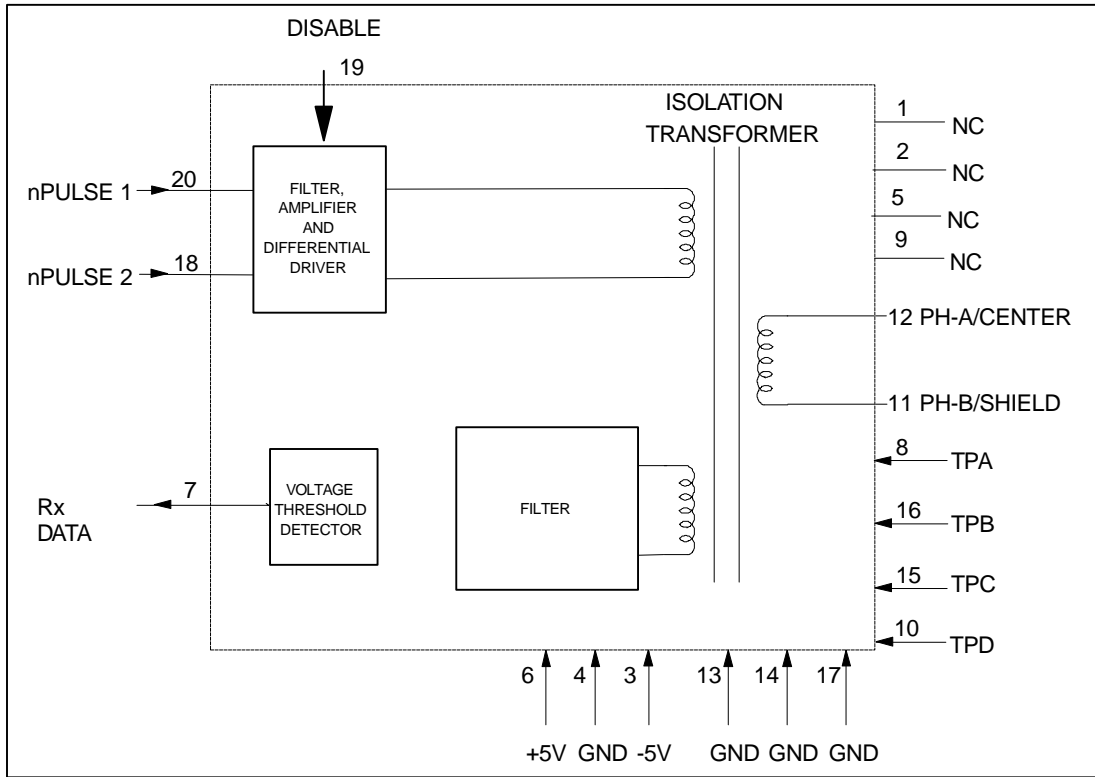 DISABLE
19
ISOLATION
TRANSFORMER
1
NC
2
NC
5
NC
9
NC
nPULSE 1
20
nPULSE 2
18
FILTER,
AMPLIFIER
AND
DIFFERENTIAL
DRIVER
12 PH-A/CENTER
11 PH-B/SHIELD
8
TPA
16
TPB
15
TPC
10
TPD
Rx
DATA
7
VOLTAGE
THRESHOLD
DETECTOR
FILTER
6
4
3
13
14
17
+5V
GND
-5V
GND
GND
GND